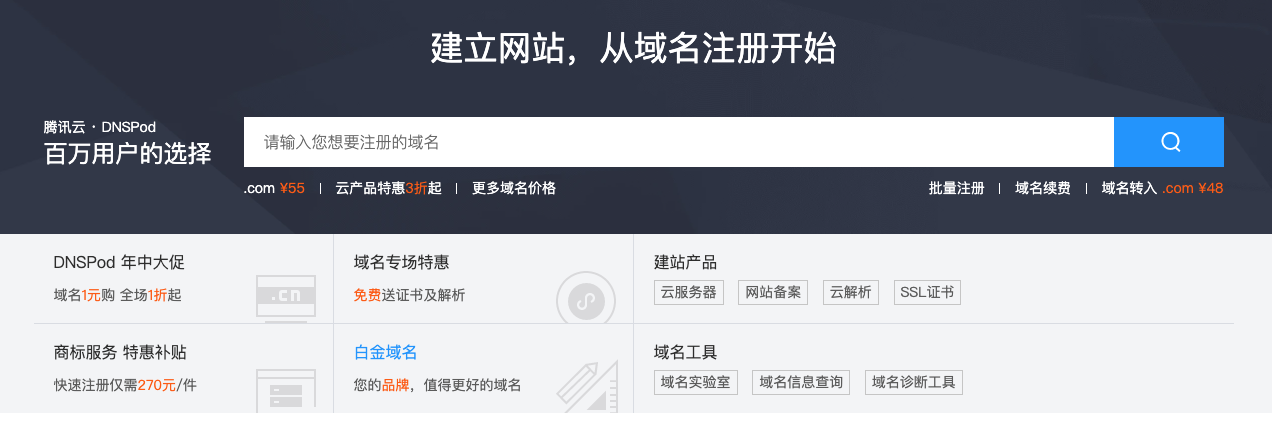 建立网站，从域名注册开始
腾讯云 · DNSPod
百万用户的选择
请输入您想要注册的域名
.com ¥55 | 云产品特惠3折起 | 更多域名价格
批量注册 | 域名续费 | 域名转入 .com ¥48
DNSPod 年中大促
域名1元购 全场1折起
.cn
域名专场特惠
免费送证书及解析
建站产品
云服务器 网站备案 云解析 SSL证书
商标服务 特惠补贴
快速注册仅需270元/件
白金域名
您的品牌，值得更好的域名
域名工具
域名实验室 域名信息查询 域名诊断工具